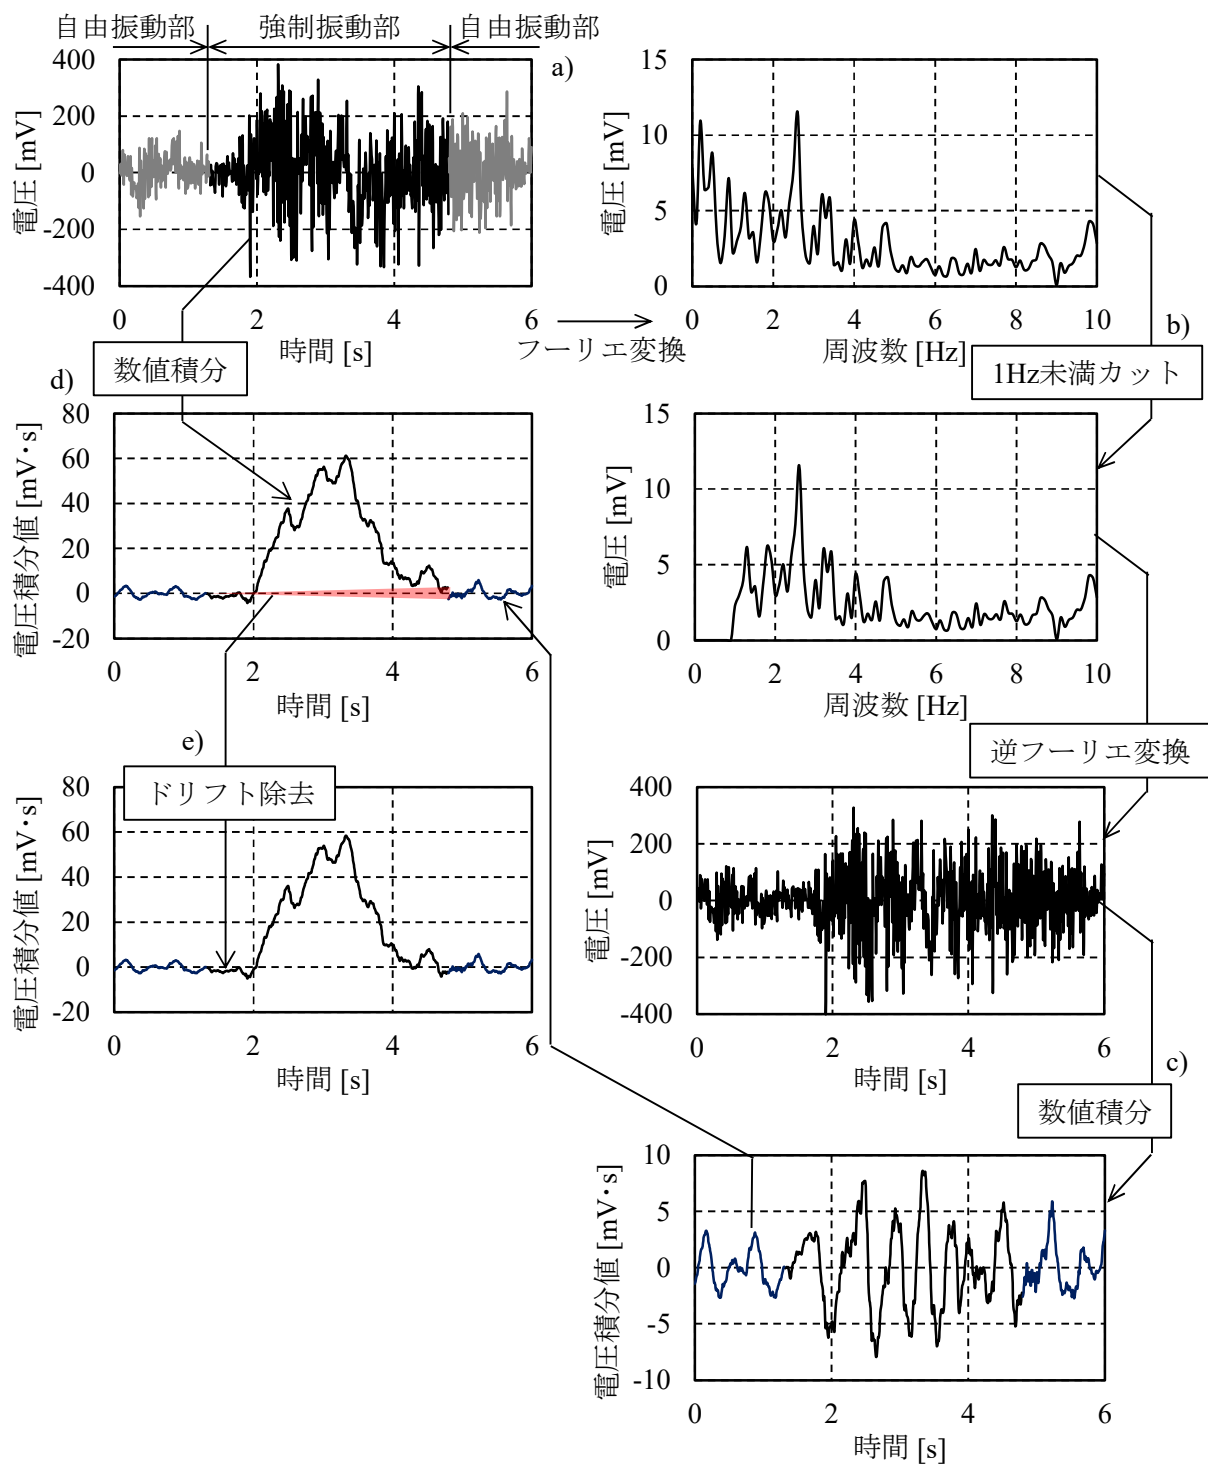 自由振動部 強制振動部 自由振動部
a)
電圧 [mV]
400
200
0
-200
-400
0 2 4 6
時間 [s]
フーリエ変換
電圧 [mV]
15
10
5
0
0 2 4 6 8 10
周波数 [Hz]
b)
1Hz未満カット
数値積分
d)
電圧積分値 [mV・s]
80
60
40
20
0
-20
0 2 4 6
時間 [s]
電圧 [mV]
15
10
5
0
0 2 4 6 8 10
周波数 [Hz]
逆フーリエ変換
e)
ドリフト除去
電圧積分値 [mV・s]
80
60
40
20
0
-20
0 2 4 6
時間 [s]
電圧 [mV]
400
200
0
-200
-400
0 2 4 6
時間 [s]
c)
数値積分
電圧積分値 [mV・s]
10
5
0
-5
-10
0 2 4 6
時間 [s]